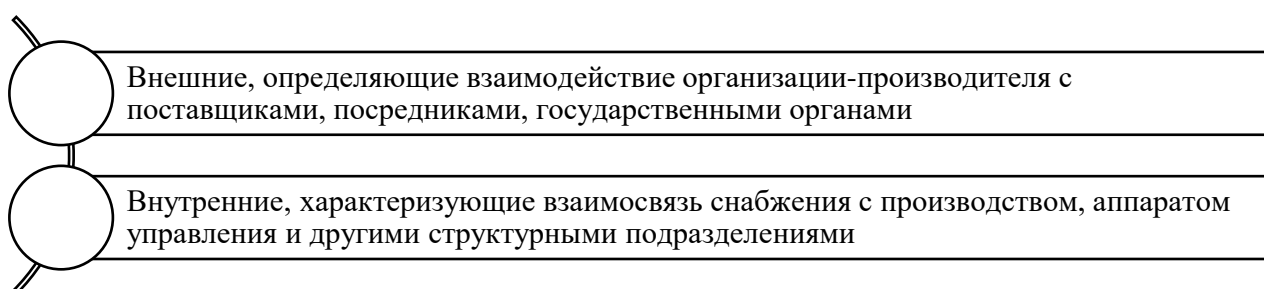 Внешние, определяющие взаимодействие организации-производителя с
поставщиками, посредниками, государственными органами
Внутренние, характеризующие взаимосвязь снабжения с производством, аппаратом
управления и другими структурными подразделениями